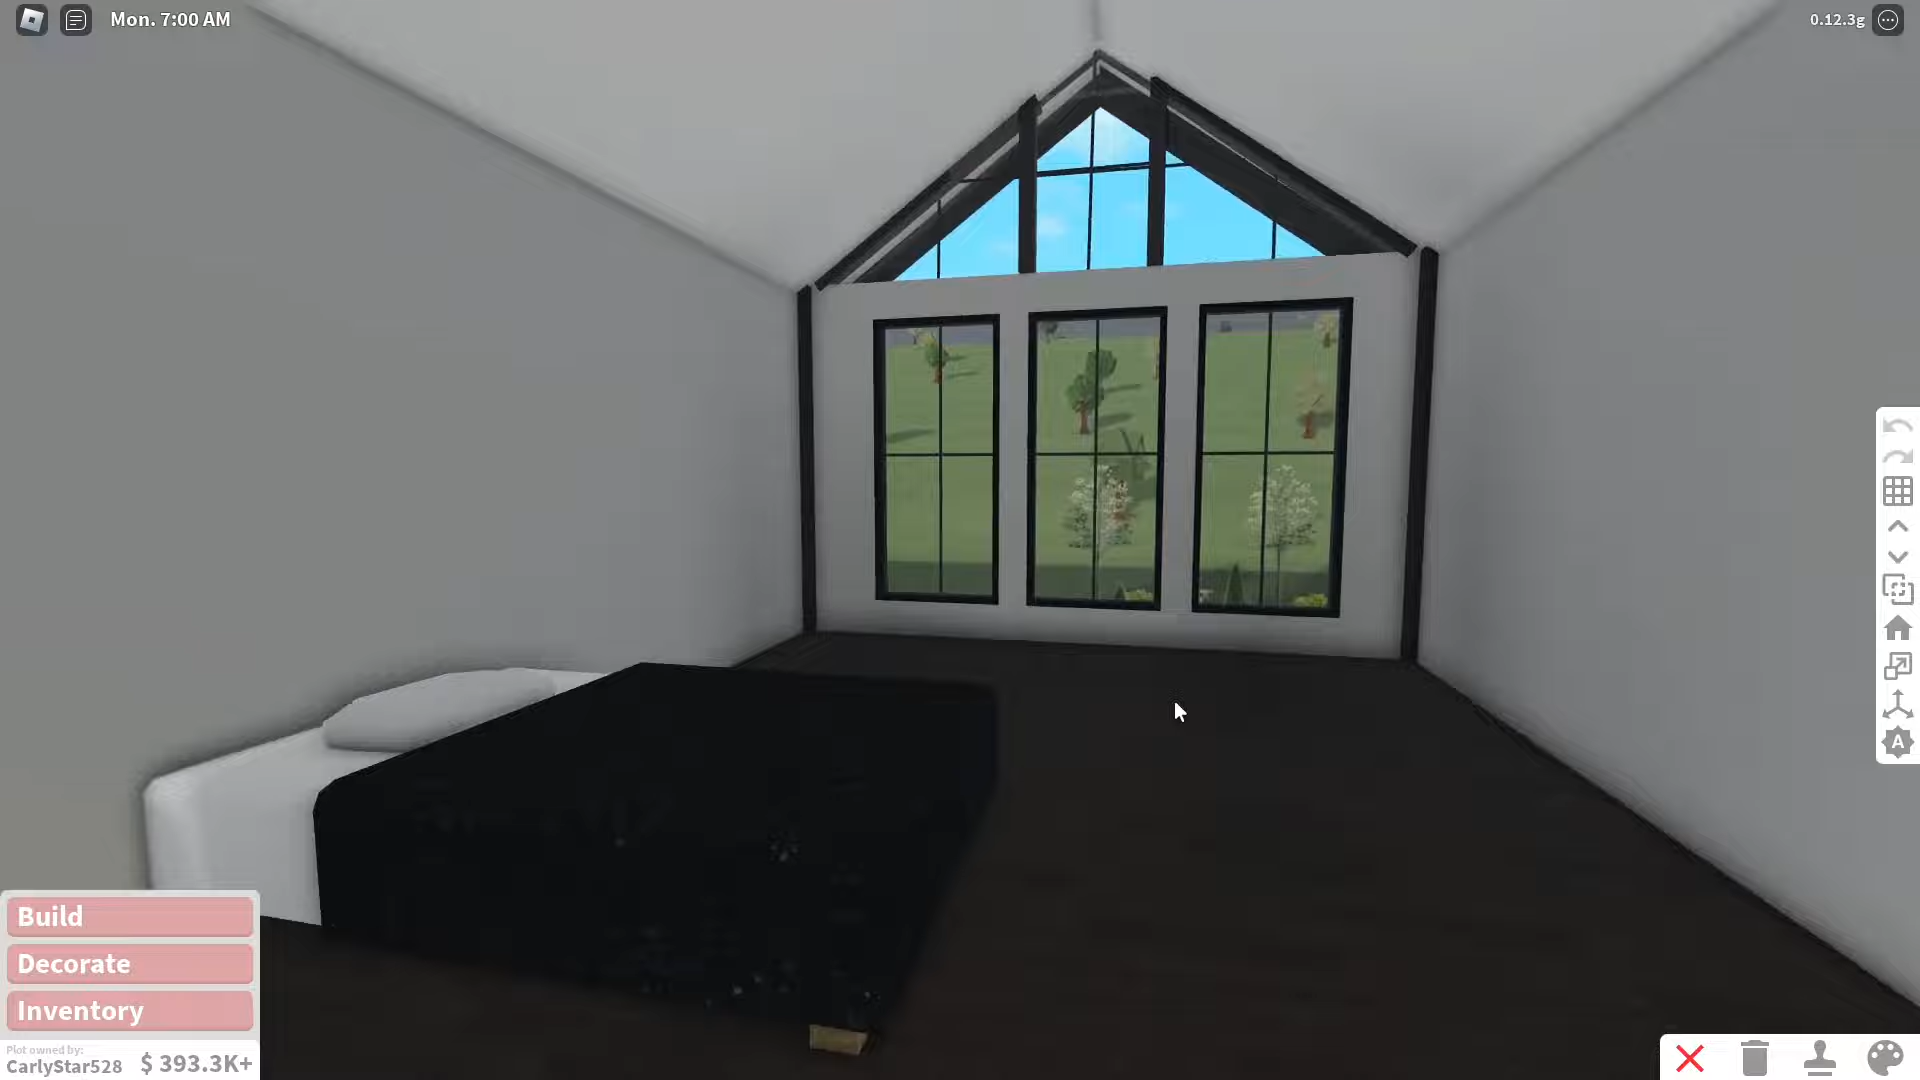 Mon. 7:00 AM
0.12.3g
A
Build
Decorate
Inventory
Plot owned by:
CarlyStar528
$ 393.3K+